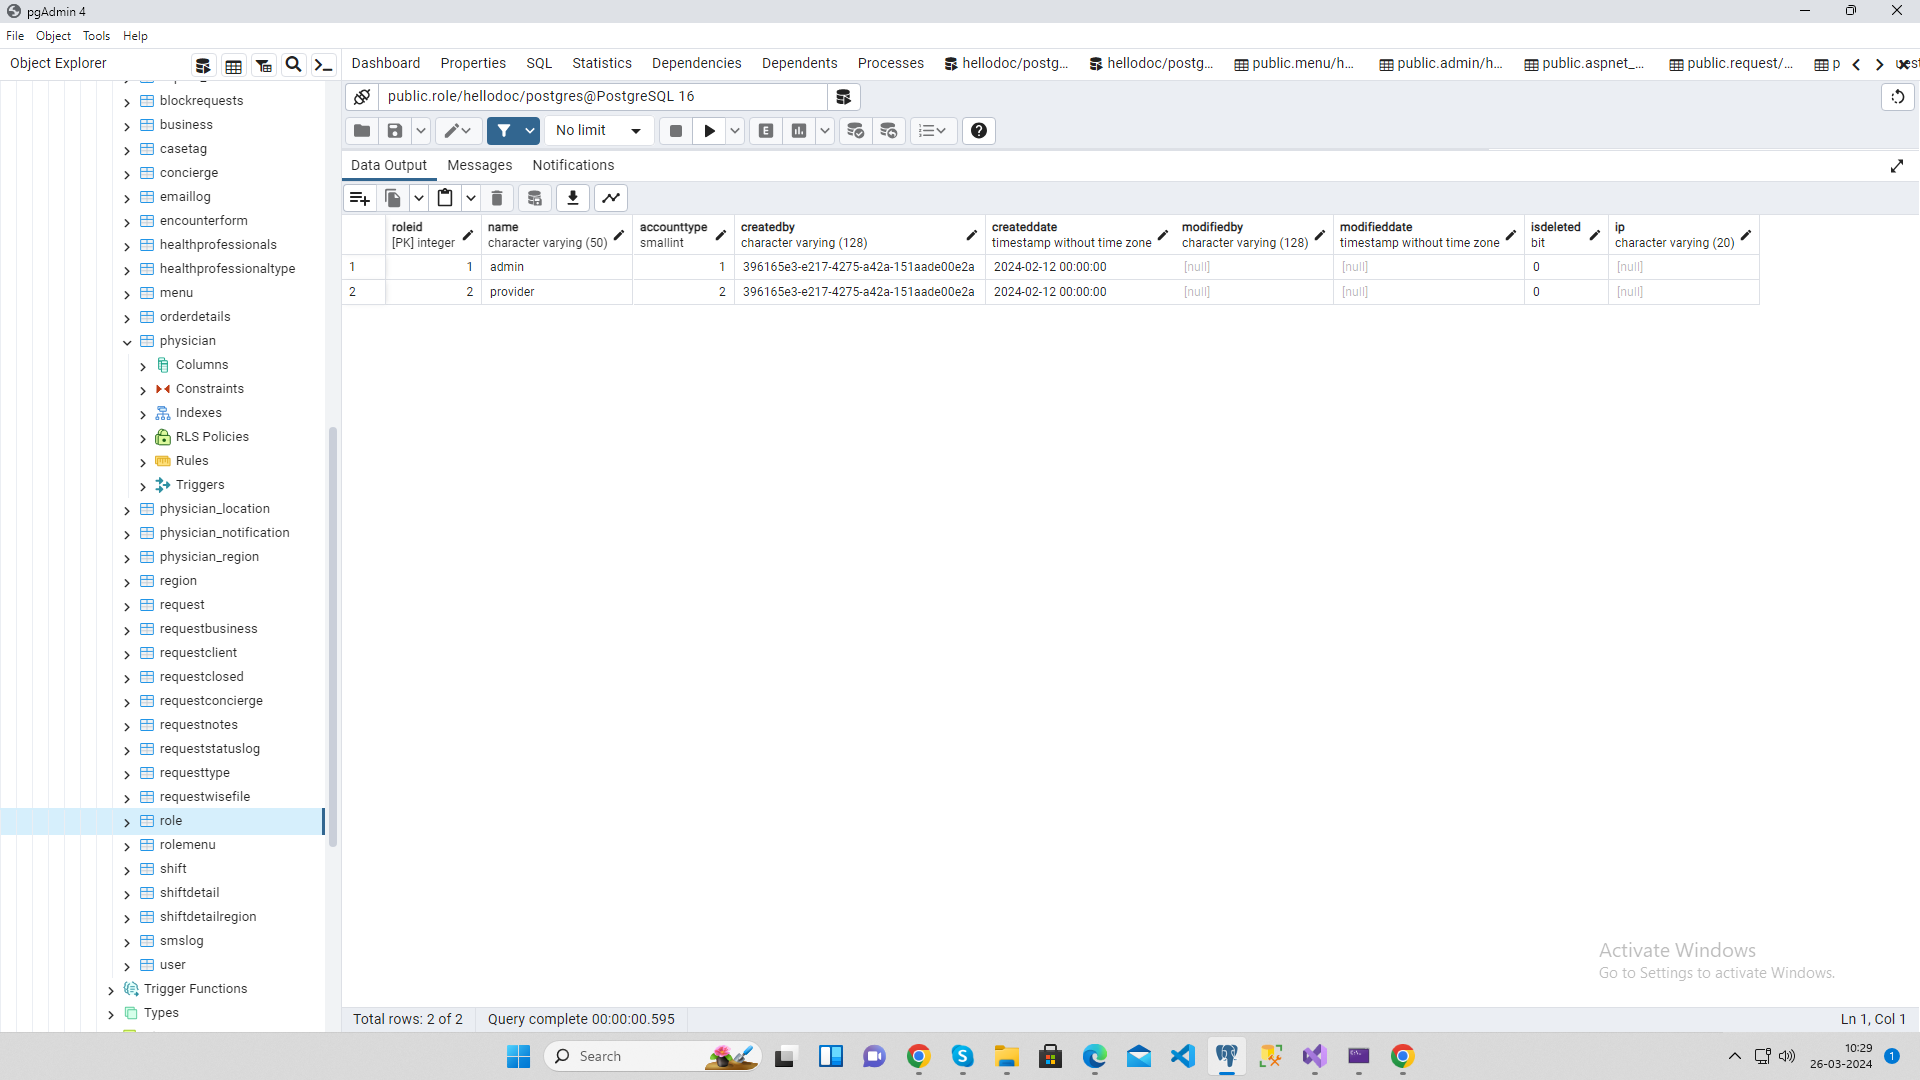 pgAdmin 4
File Object Tools Help
Object Explorer
Dashboard Properties SQL Statistics Dependencies Dependents Processes hellodoc/postg... hellodoc/postg... public.menu/h... public.admin/h... public.aspnet_... public.request/... p
blockrequests
business
casetag
concierge
emaillog
encounterform
healthprofessionals
healthprofessionaltype
menu
orderdetails
physician
Columns
Constraints
Indexes
RLS Policies
Rules
Triggers
physician_location
physician_notification
physician_region
region
request
requestbusiness
requestclient
requestclosed
requestconcierge
requestnotes
requeststatuslog
requesttype
requestwisefile
role
rolemenu
shift
shiftdetail
shiftdetailregion
smslog
user
Trigger Functions
Types
public.role/hellodoc/postgres@PostgreSQL 16
No limit
E
Data Output Messages Notifications
roleid name accounttype createdby createddate modifiedby modifieddate isdeleted ip
[PK] integer character varying (50) smallint character varying (128) timestamp without time zone character varying (128) timestamp without time zone bit character varying (20)
1 1 admin 1 396165e3-e217-4275-a42a-151aade00e2a 2024-02-12 00:00:00 [null] [null] 0 [null]
2 2 provider 2 396165e3-e217-4275-a42a-151aade00e2a 2024-02-12 00:00:00 [null] [null] 0 [null]
Activate Windows
Go to Settings to activate Windows.
Total rows: 2 of 2 Query complete 00:00:00.595 Ln 1, Col 1
Search
10:29
26-03-2024
1